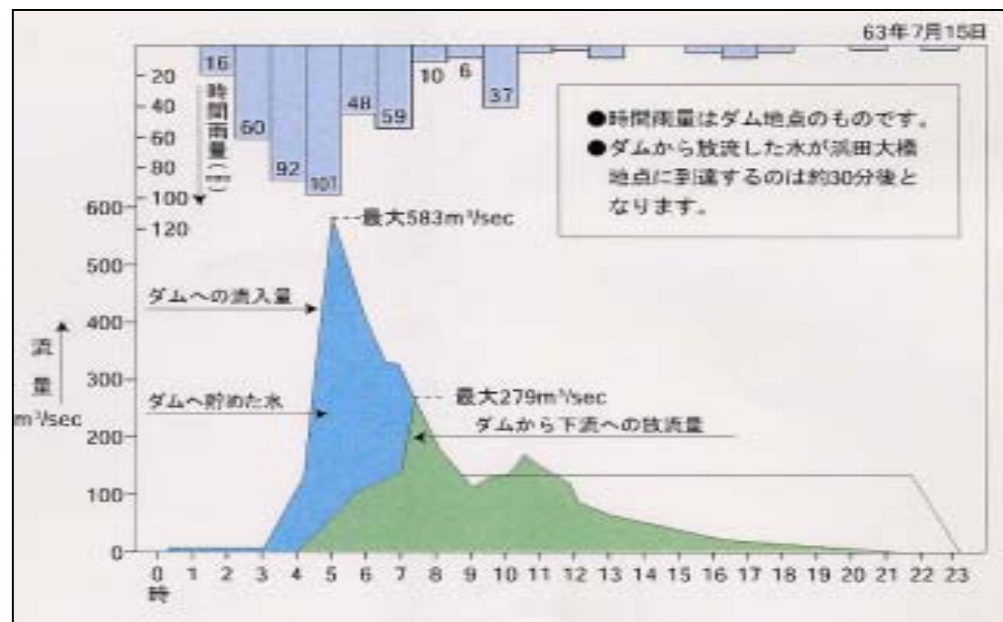 63年7月15日
16
60
92
101
48
59
10
6
37
20
40
60
80
100
120
時間雨量(mm)
●時間雨量はダム地点のものです。
●ダムから放流した水が浜田大橋
地点に到達するのは約30分後と
なります。
600
500
400
300
200
100
0
最大583m³/sec
ダムへの流入量
流量
m³/sec
ダムへ貯めた水
最大279m³/sec
ダムから下流への放流量
0 1 2 3 4 5 6 7 8 9 10 11 12 13 14 15 16 17 18 19 20 21 22 23
時